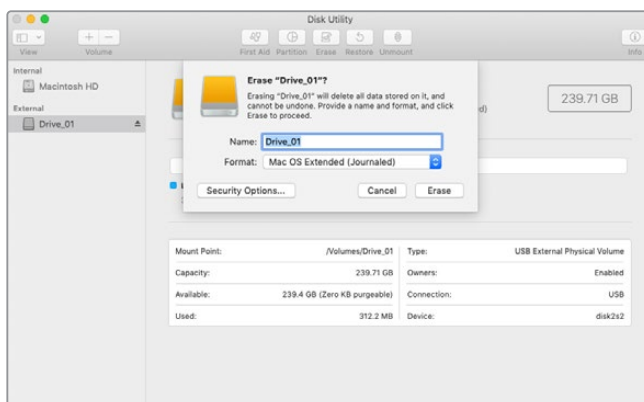 Disk Utility
View
Volume
First Aid Partition Erase Restore Unmount
Info
Internal
Macintosh HD
External
Drive_01
Erase “Drive_01”?
Erasing “Drive_01” will delete all data stored on it, and
cannot be undone. Provide a name and format, and click
Erase to proceed.
Name: Drive_01
Format: Mac OS Extended (Journaled)
Security Options... Cancel Erase
239.71 GB
Mount Point: /Volumes/Drive_01 Type: USB External Physical Volume
Capacity: 239.71 GB Owners: Enabled
Available: 239.4 GB (Zero KB purgeable) Connection: USB
Used: 312.2 MB Device: disk2s2